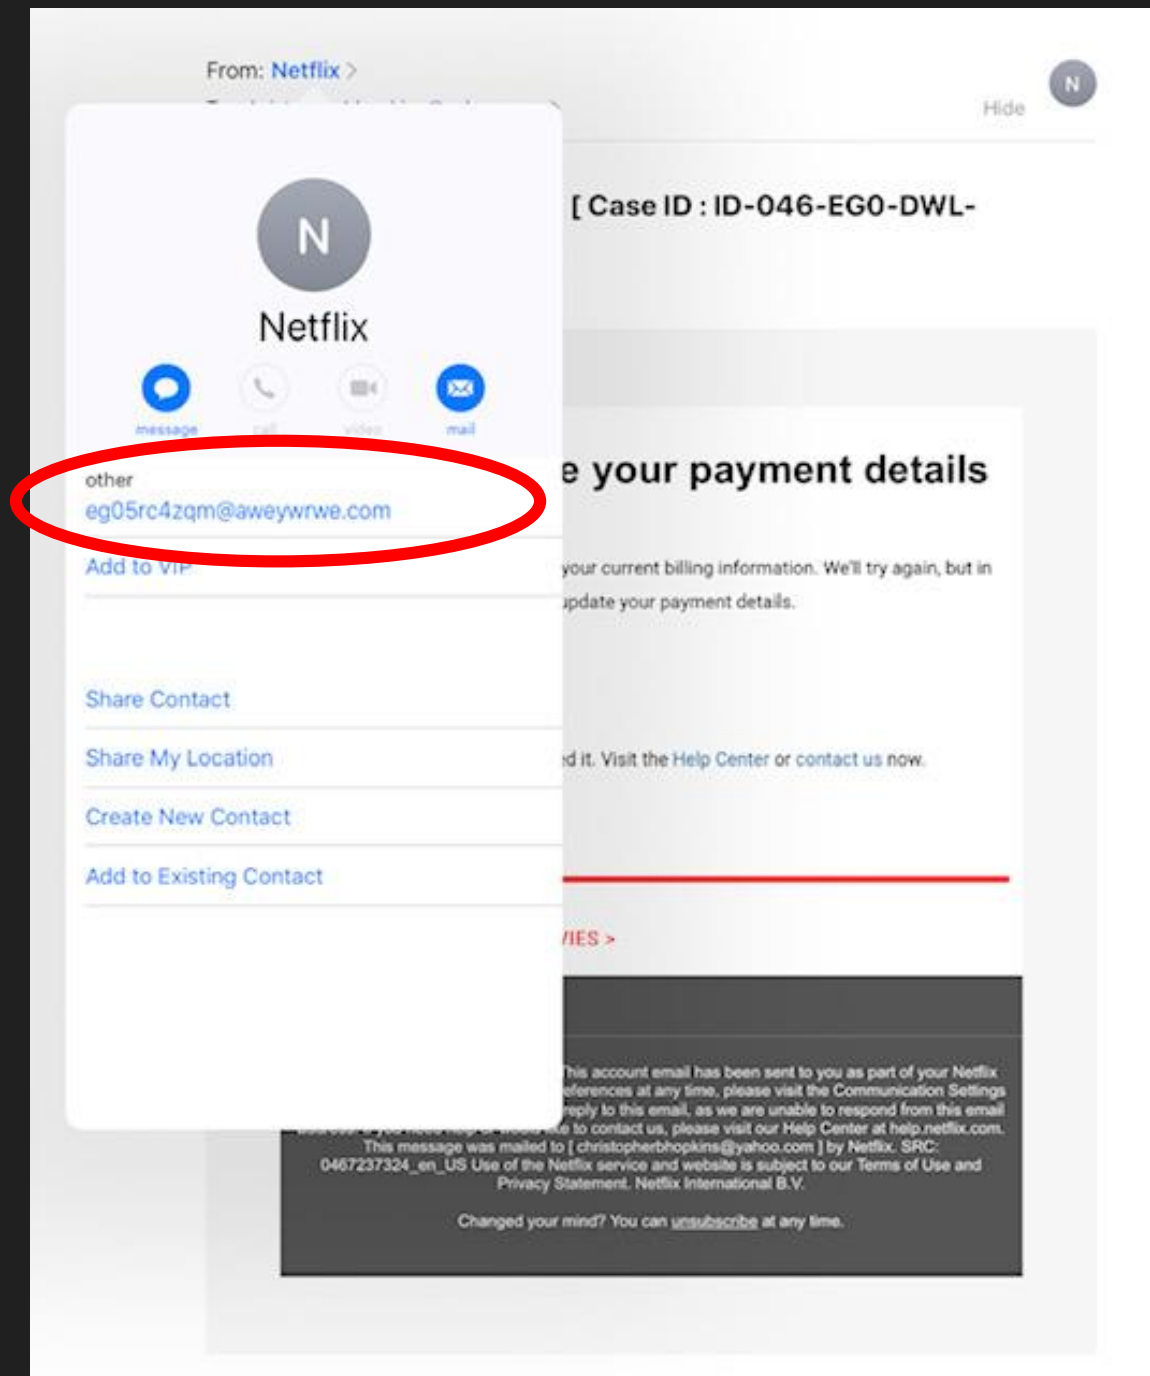 From: Netflix >
N
Hide
[ Case ID : ID-046-EG0-DWL-
N
Netflix
message
call
video
mail
other
eg05rc4zqm@aweywrwe.com
Add to VIP
Share Contact
Share My Location
Create New Contact
Add to Existing Contact
e your payment details
your current billing information. We'll try again, but in
update your payment details.
ed it. Visit the Help Center or contact us now.
VIES >
This account email has been sent to you as part of your Netflix
eferences at any time, please visit the Communication Settings
reply to this email, as we are unable to respond from this email
to contact us, please visit our Help Center at help.netflix.com.
This message was mailed to [ christopherbhopkins@yahoo.com ] by Netflix. SRC:
0467237324_en_US Use of the Netflix service and website is subject to our Terms of Use and
Privacy Statement. Netflix International B.V.
Changed your mind? You can unsubscribe at any time.